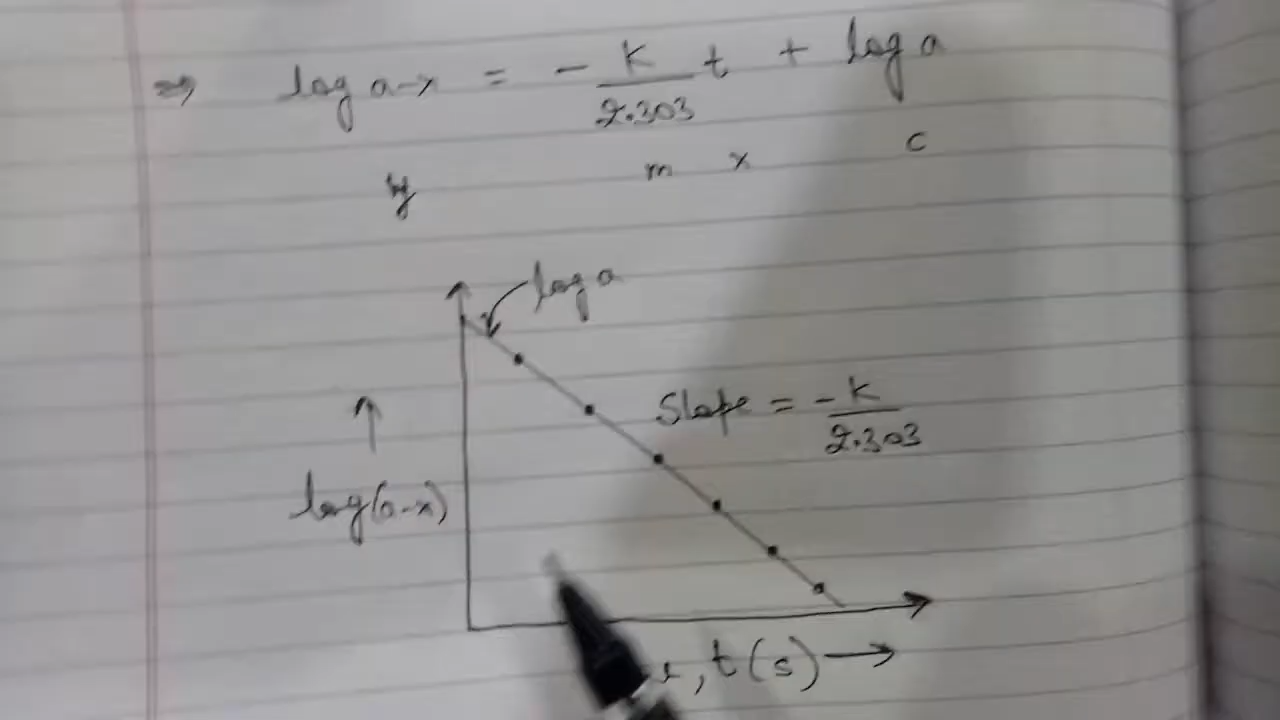 ⇒ log a-x = - K/2.303 t + log a
y m x c
log a
Slope = -K/2.303
↑
log(a-x)
, t(s) →